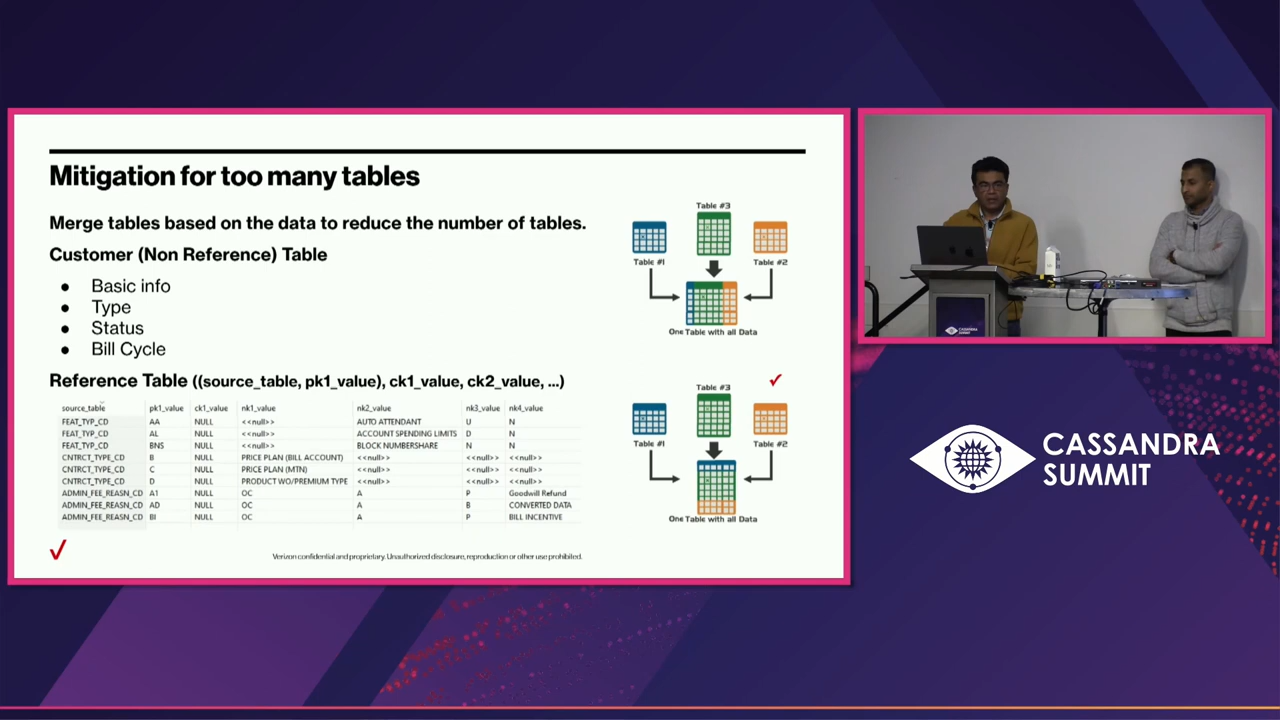 Mitigation for too many tables
Merge tables based on the data to reduce the number of tables.
Customer (Non Reference) Table
● Basic info
● Type
● Status
● Bill Cycle
Reference Table ((source_table, pk1_value), ck1_value, ck2_value, ...)
source_table pk1_value ck1_value nk1_value nk2_value nk3_value nk4_value
FEAT_TYP_CD AA NULL <<null>> AUTO ATTENDANT U N
FEAT_TYP_CD AL NULL <<null>> ACCOUNT SPENDING LIMITS D N
FEAT_TYP_CD BNS NULL <<null>> BLOCK NUMBERSHARE N N
CNTRCT_TYPE_CD B NULL PRICE PLAN (BILL ACCOUNT) <<null>> <<null>> <<null>>
CNTRCT_TYPE_CD C NULL PRICE PLAN (MTN) <<null>> <<null>> <<null>>
CNTRCT_TYPE_CD D NULL PRODUCT WO/PREMIUM TYPE <<null>> <<null>> <<null>>
ADMIN_FEE_REASN_CD A1 NULL OC A P Goodwill Refund
ADMIN_FEE_REASN_CD AD NULL OC A B CONVERTED DATA
ADMIN_FEE_REASN_CD BI NULL OC A P BILL INCENTIVE
Verizon confidential and proprietary. Unauthorized disclosure, reproduction or other use prohibited.
Table #3
Table #1
Table #2
One Table with all Data
Table #3
Table #1
Table #2
One Table with all Data
CASSANDRA
SUMMIT
CASSANDRA
SUMMIT